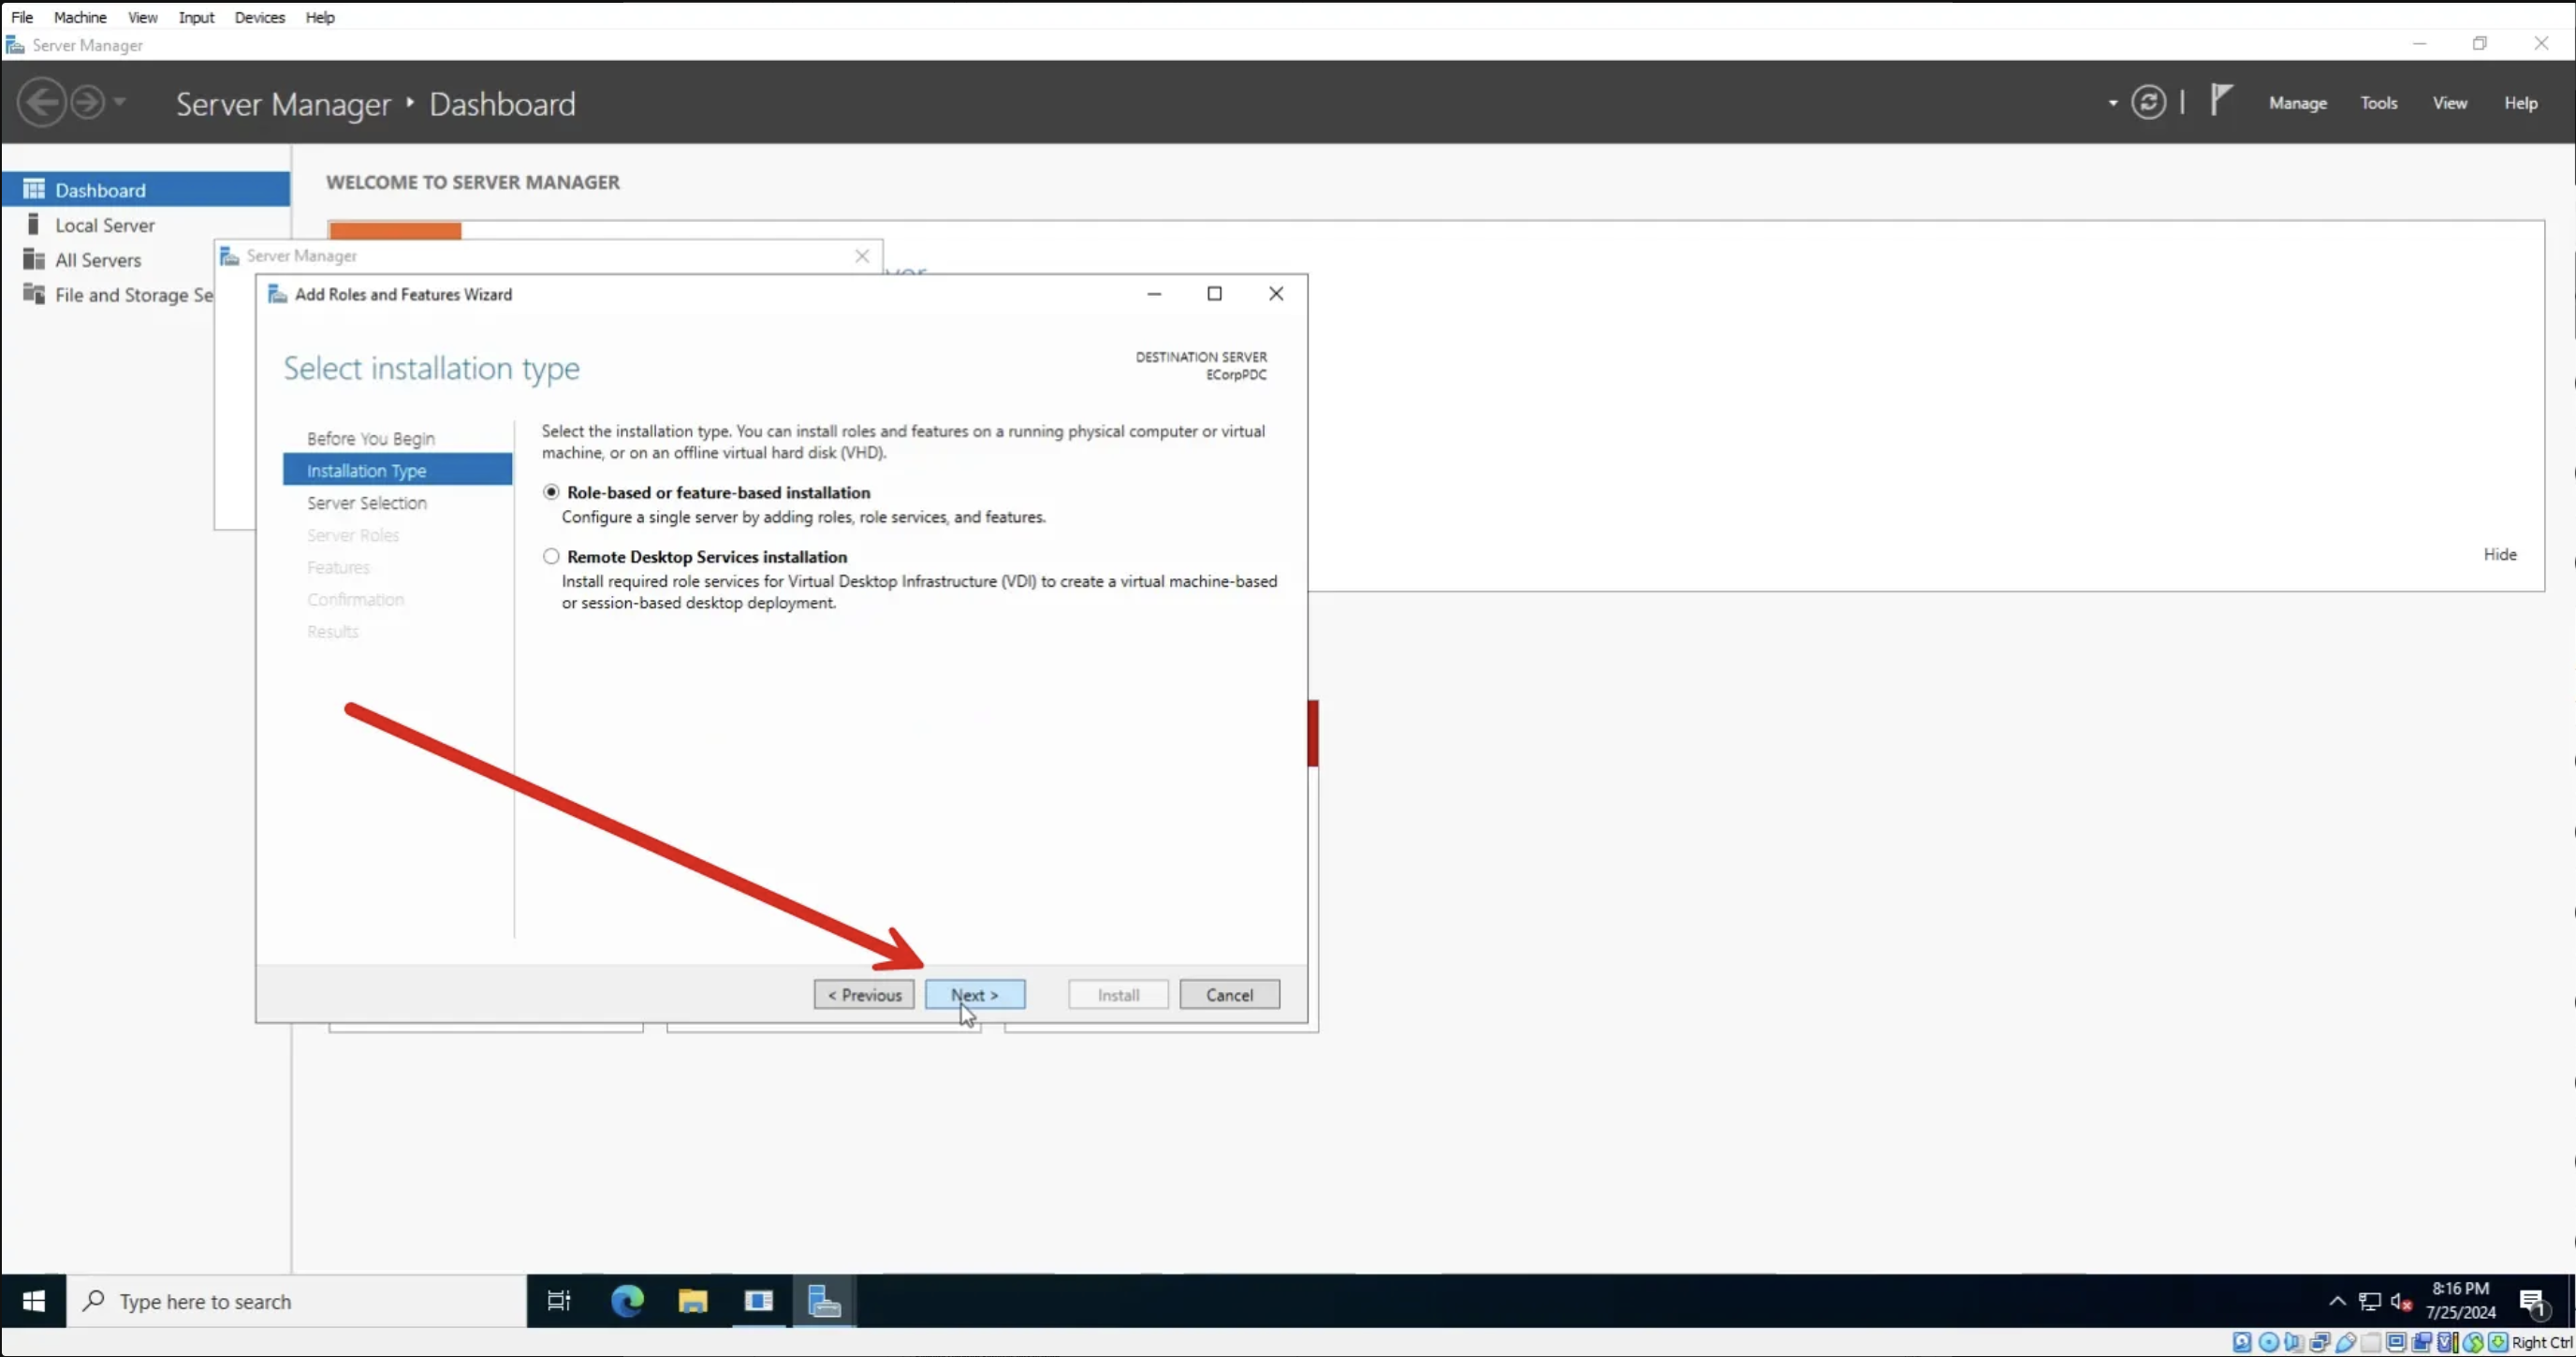 File Machine View Input Devices Help
Server Manager
Server Manager Dashboard
Manage Tools View Help
Dashboard
Local Server
All Servers
File and Storage Se
WELCOME TO SERVER MANAGER
Server Manager
Add Roles and Features Wizard
Select installation type
DESTINATION SERVER
ECorpPDC
Before You Begin
Installation Type
Server Selection
Server Roles
Features
Confirmation
Results
Select the installation type. You can install roles and features on a running physical computer or virtual
machine, or on an offline virtual hard disk (VHD).
Role-based or feature-based installation
Configure a single server by adding roles, role services, and features.
Remote Desktop Services installation
Install required role services for Virtual Desktop Infrastructure (VDI) to create a virtual machine-based
or session-based desktop deployment.
Hide
< Previous Next > Install Cancel
Type here to search
8:16 PM
7/25/2024
1
Right Ctrl